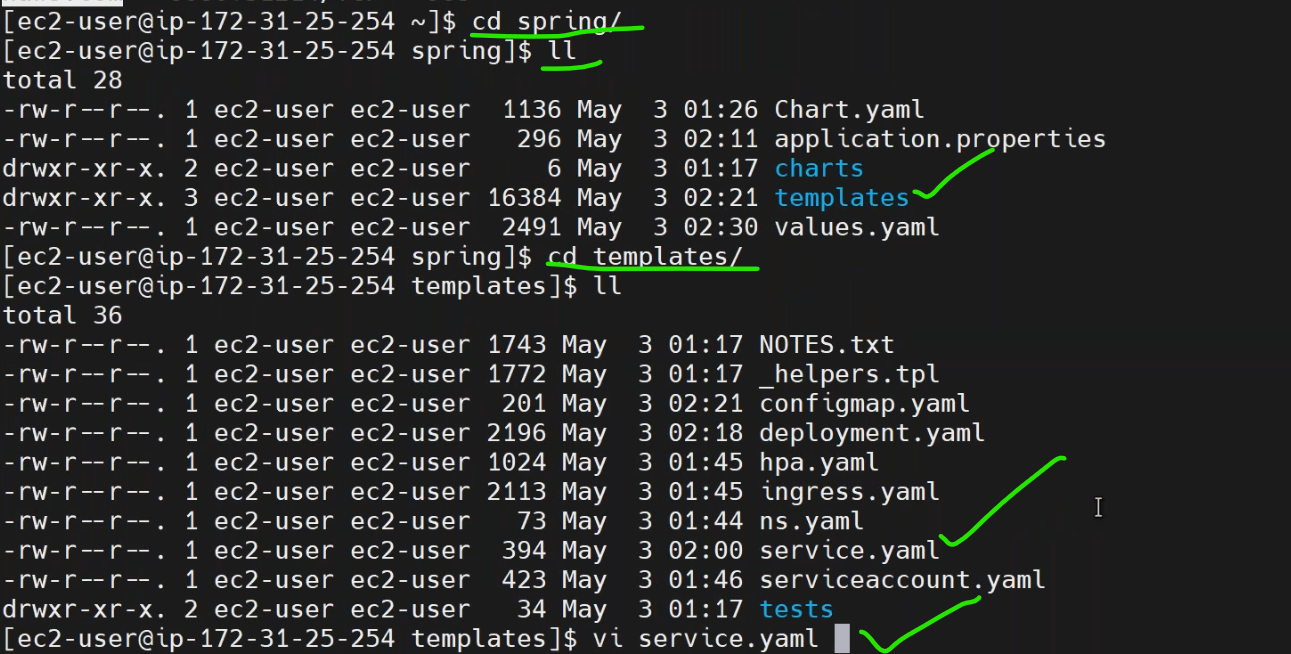 [ec2-user@ip-172-31-25-254 ~]$ cd spring/
[ec2-user@ip-172-31-25-254 spring]$ ll
total 28
-rw-r--r--. 1 ec2-user ec2-user  1136 May  3 01:26 Chart.yaml
-rw-r--r--. 1 ec2-user ec2-user   296 May  3 02:11 application.properties
drwxr-xr-x. 2 ec2-user ec2-user     6 May  3 01:17 charts
drwxr-xr-x. 3 ec2-user ec2-user 16384 May  3 02:21 templates
-rw-r--r--. 1 ec2-user ec2-user  2491 May  3 02:30 values.yaml
[ec2-user@ip-172-31-25-254 spring]$ cd templates/
[ec2-user@ip-172-31-25-254 templates]$ ll
total 36
-rw-r--r--. 1 ec2-user ec2-user 1743 May  3 01:17 NOTES.txt
-rw-r--r--. 1 ec2-user ec2-user 1772 May  3 01:17 _helpers.tpl
-rw-r--r--. 1 ec2-user ec2-user  201 May  3 02:21 configmap.yaml
-rw-r--r--. 1 ec2-user ec2-user 2196 May  3 02:18 deployment.yaml
-rw-r--r--. 1 ec2-user ec2-user 1024 May  3 01:45 hpa.yaml
-rw-r--r--. 1 ec2-user ec2-user 2113 May  3 01:45 ingress.yaml
-rw-r--r--. 1 ec2-user ec2-user   73 May  3 01:44 ns.yaml
-rw-r--r--. 1 ec2-user ec2-user  394 May  3 02:00 service.yaml
-rw-r--r--. 1 ec2-user ec2-user  423 May  3 01:46 serviceaccount.yaml
drwxr-xr-x. 2 ec2-user ec2-user   34 May  3 01:17 tests
[ec2-user@ip-172-31-25-254 templates]$ vi service.yaml